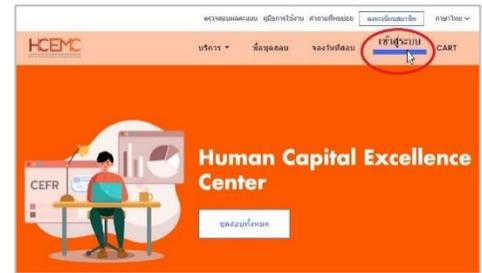 ตรวจสอบผลคะแนน คู่มือการใช้งาน คำถามที่พบบ่อย ลงทะเบียนสมาชิก ภาษาไทย
HCEMC
บริการ ซื้อชุดสอบ จองวันที่สอบ เข้าสู่ระบบ CART
Human Capital Excellence
Center
CEFR
ชุดสอบทั้งหมด